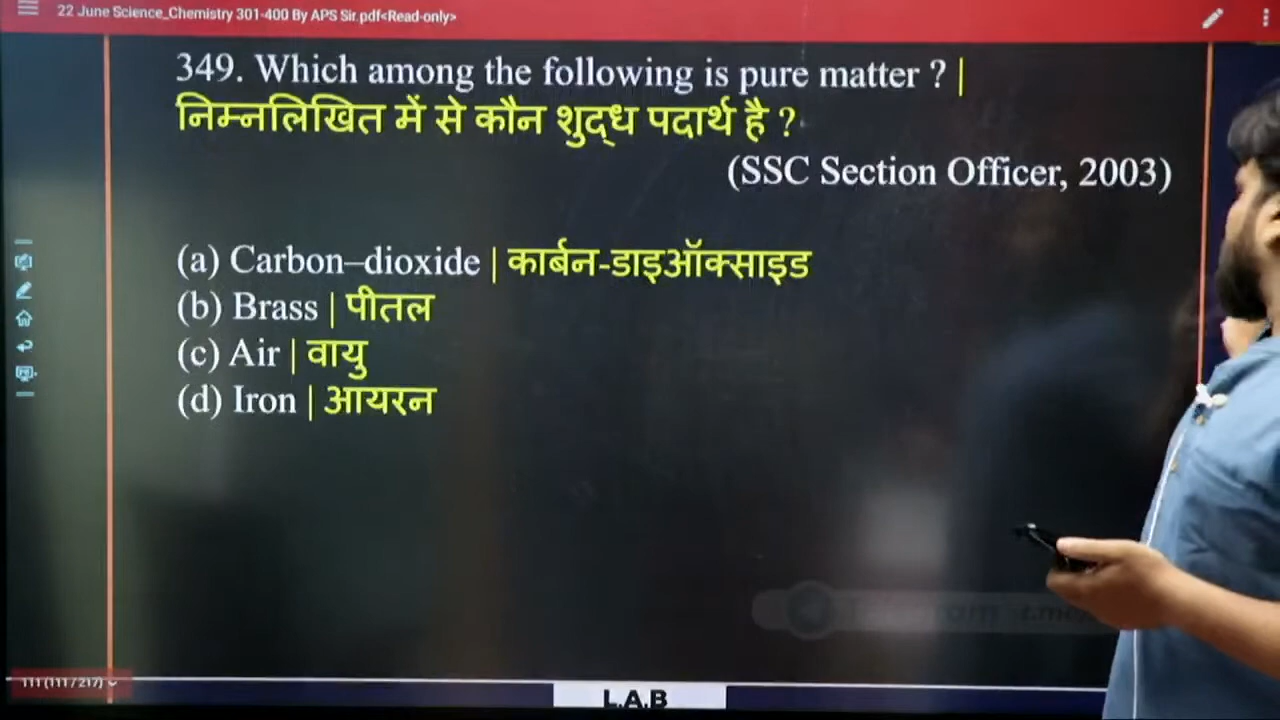 22 June Science_Chemistry 301-400 By APS Sir.pdf<Read-only>
349. Which among the following is pure matter ? |
निम्नलिखित में से कौन शुद्ध पदार्थ है ?
(SSC Section Officer, 2003)
(a) Carbon–dioxide | कार्बन-डाइऑक्साइड
(b) Brass | पीतल
(c) Air | वायु
(d) Iron | आयरन
111 (111/217)
L.A.B